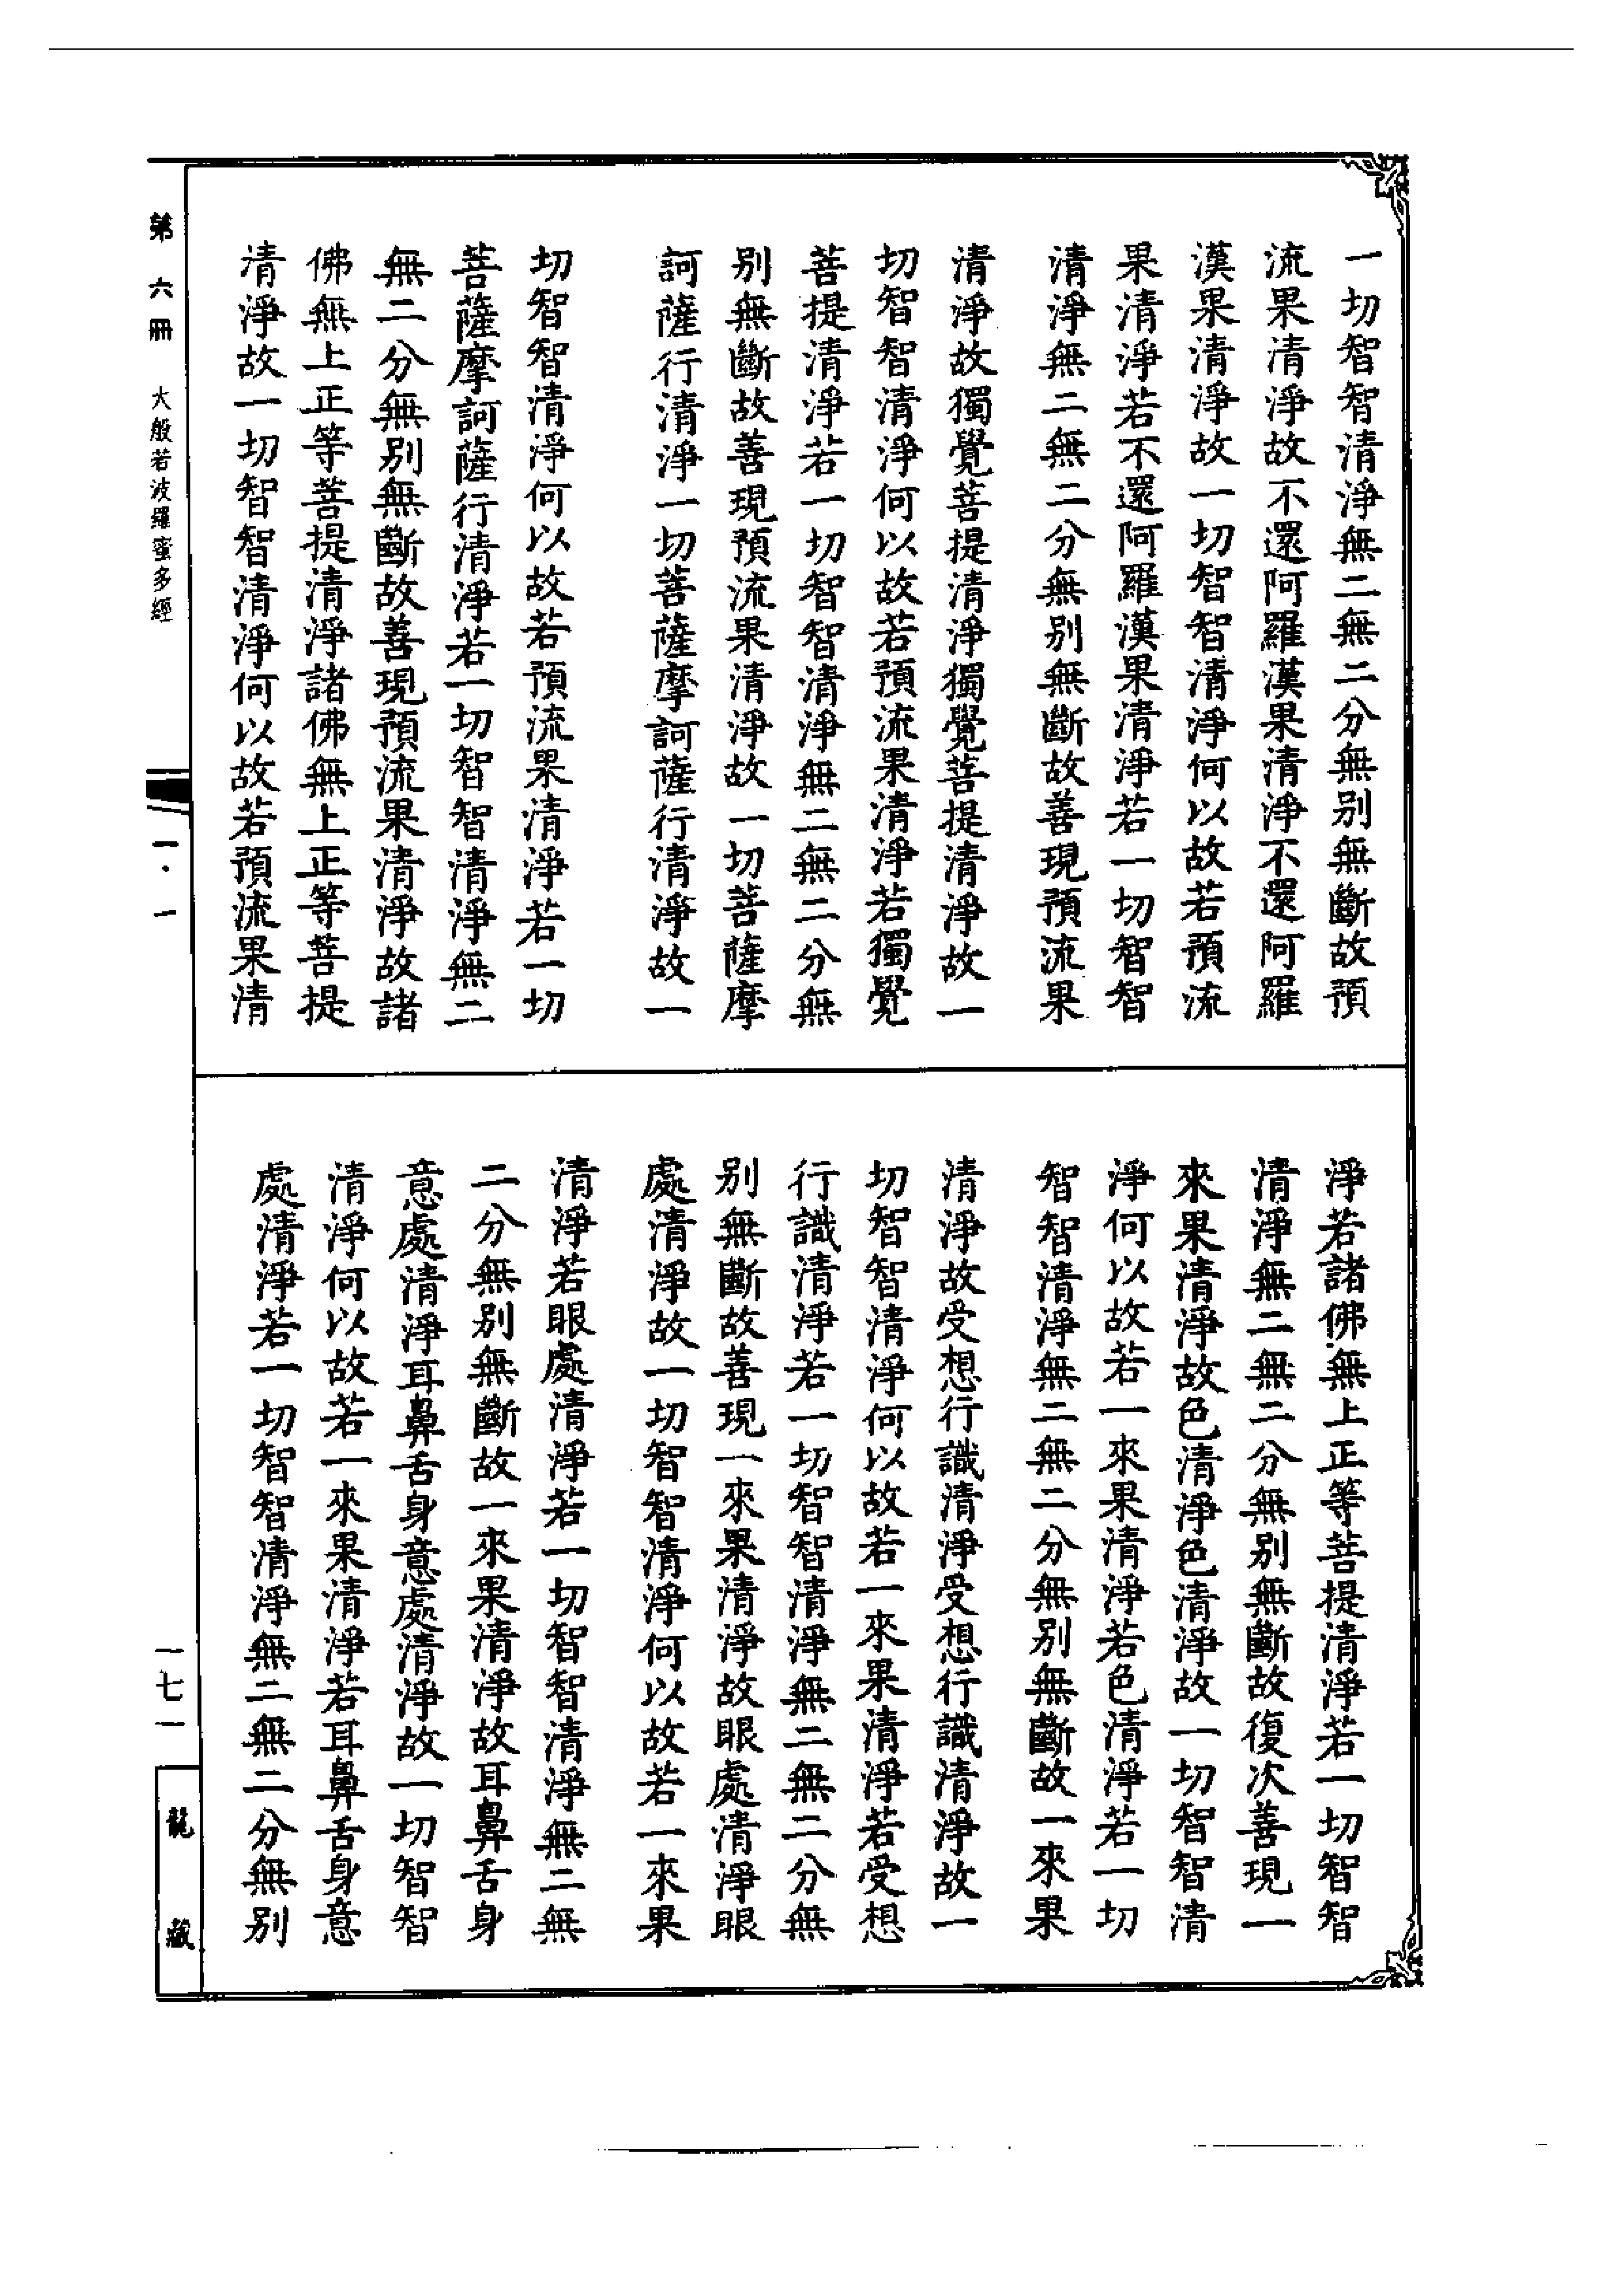 一切智智清淨無二無二分無別無斷故預
流果清淨故不還阿羅漢果清淨不還阿羅
漢果清淨故一切智智清淨何以故若預流
果清淨若不還阿羅漢果清淨若一切智智
清淨無二無二分無別無斷故善現預流果
清淨故獨覺菩提清淨獨覺菩提清淨故一
切智智清淨何以故若預流果清淨若獨覺
菩提清淨若一切智智清淨無二無二分無
別無斷故善現預流果清淨故一切菩薩摩
訶薩行清淨一切菩薩摩訶薩行清淨故一
切智智清淨何以故若預流果清淨若一切
菩薩摩訶薩行清淨若一切智智清淨無二
無二分無別無斷故善現預流果清淨故諸
佛無上正等菩提清淨諸佛無上正等菩提
清淨故一切智智清淨何以故若預流果清
淨若諸佛無上正等菩提清淨若一切智智
清淨無二無二分無別無斷故復次善現一
來果清淨故色清淨色清淨故一切智智清
淨何以故若一來果清淨若色清淨若一切
智智清淨無二無二分無別無斷故一來果
清淨故受想行識清淨受想行識清淨故一
切智智清淨何以故若一來果清淨若受想
行識清淨若一切智智清淨無二無二分無
別無斷故善現一來果清淨故眼處清淨眼
處清淨故一切智智清淨何以故若一來果
清淨若眼處清淨若一切智智清淨無二無
二分無別無斷故一來果清淨故耳鼻舌身
意處清淨耳鼻舌身意處清淨故一切智智
清淨何以故若一來果清淨若耳鼻舌身意
處清淨若一切智智清淨無二無二分無別
第六冊 大般若波羅蜜多經
一·一
一七一
龍藏